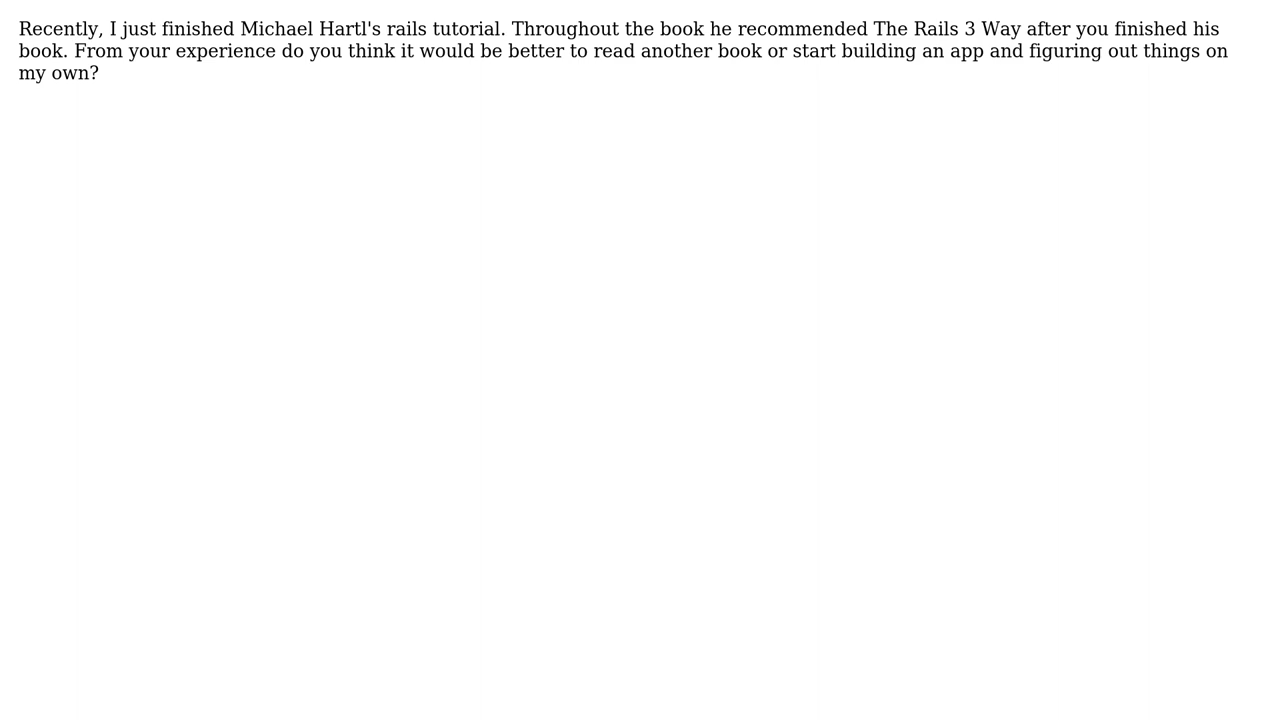 Recently, I just finished Michael Hartl's rails tutorial. Throughout the book he recommended The Rails 3 Way after you finished his
book. From your experience do you think it would be better to read another book or start building an app and figuring out things on
my own?